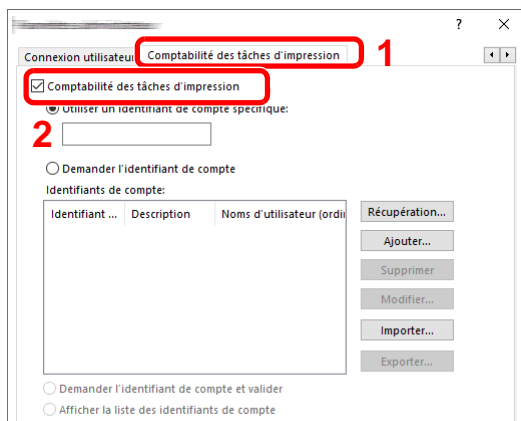 ?
Connexion utilisateu
Comptabilité des tâches d'impression
1
Comptabilité des tâches d'impression
Utiliser un identifiant de compte spécifique:
2
Demander l'identifiant de compte
Identifiants de compte:
Identifiant ... Description Noms d'utilisateur (ordin
Récupération...
Ajouter...
Supprimer
Modifier...
Importer...
Exporter...
Demander l'identifiant de compte et valider
Afficher la liste des identifiants de compte